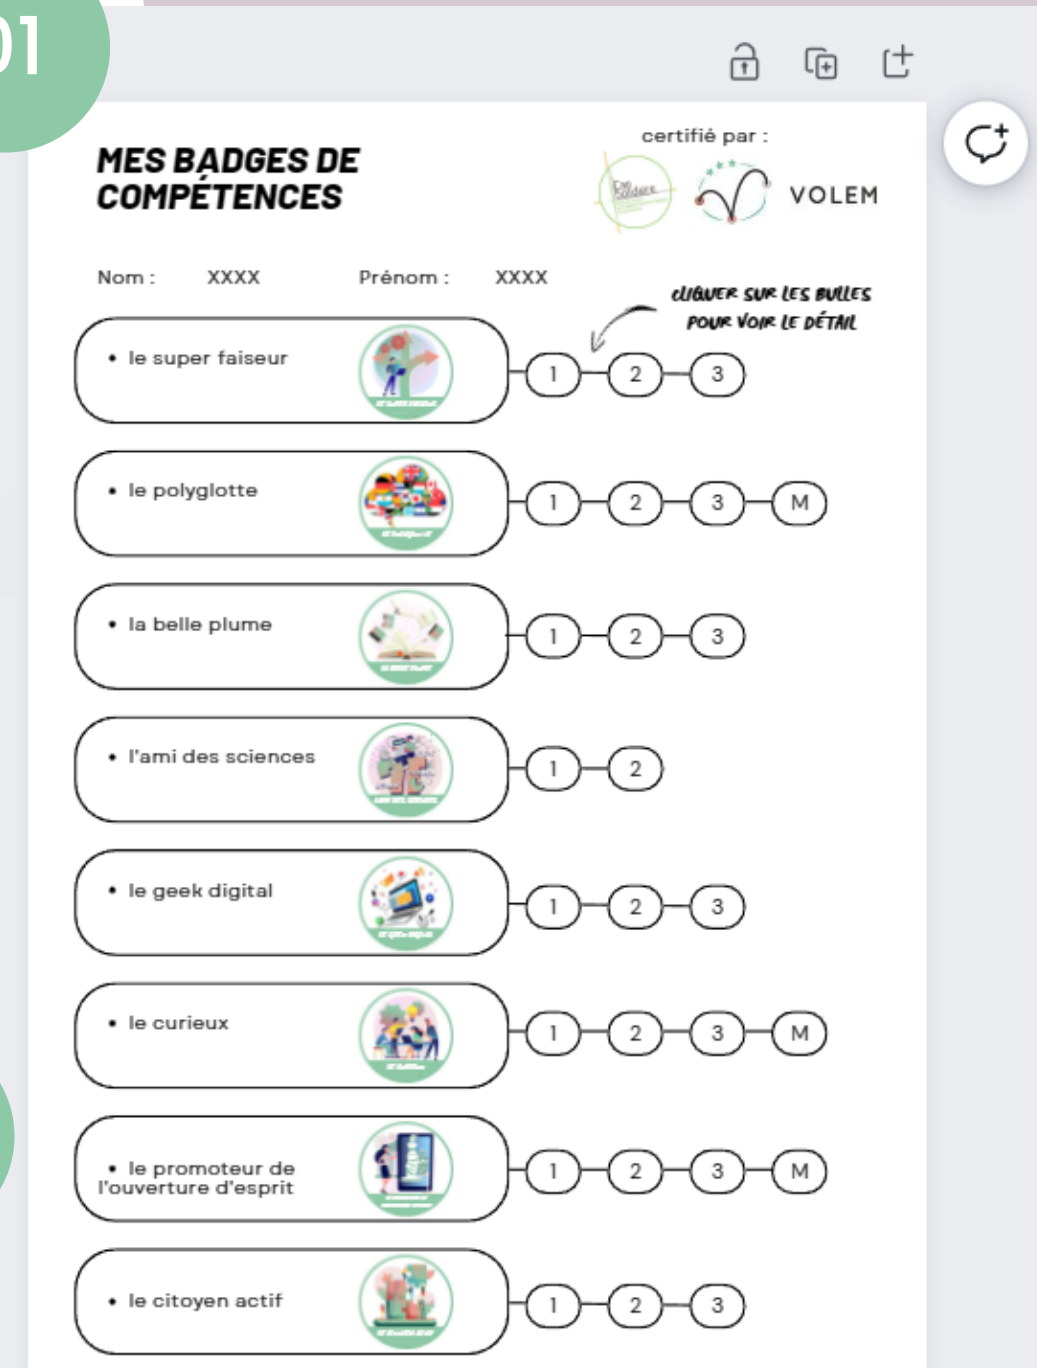 01
certifié par :
MES BADGES DE
COMPÉTENCES
VOLEM
Nom : XXXX Prénom : XXXX
CLIQUER SUR LES BULLES
POUR VOIR LE DÉTAIL
• le super faiseur
1 2 3
• le polyglotte
1 2 3 M
• la belle plume
1 2 3
• l'ami des sciences
1 2
• le geek digital
1 2 3
• le curieux
1 2 3 M
• le promoteur de
l'ouverture d'esprit
1 2 3 M
• le citoyen actif
1 2 3